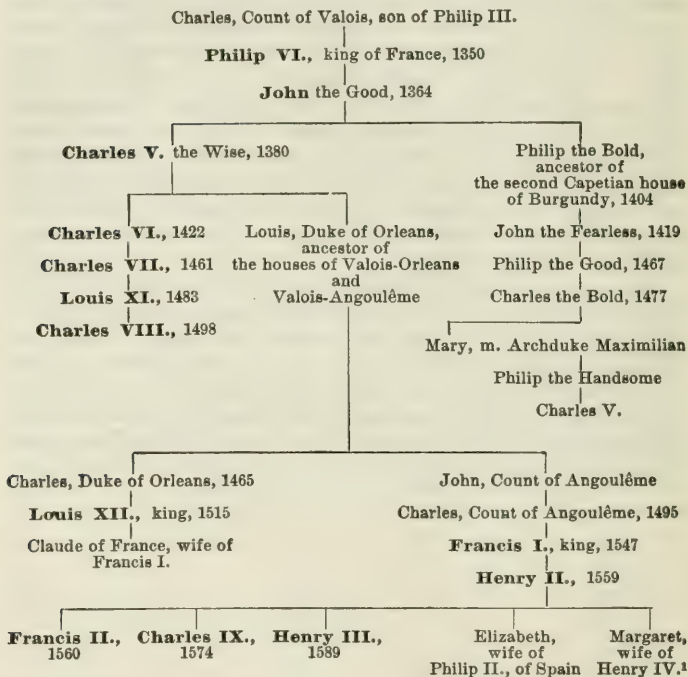 Charles, Count of Valois, son of Philip III.
Philip VI., king of France, 1350
John the Good, 1364
Charles V. the Wise, 1380
Philip the Bold,
ancestor of
the second Capetian house
of Burgundy, 1404
Charles VI., 1422
Charles VII., 1461
Louis XI., 1483
Charles VIII., 1498
Louis, Duke of Orleans,
ancestor of
the houses of Valois-Orleans
and
Valois-Angoulême
John the Fearless, 1419
Philip the Good, 1467
Charles the Bold, 1477
Mary, m. Archduke Maximilian
Philip the Handsome
Charles V.
Charles, Duke of Orleans, 1465
Louis XII., king, 1515
Claude of France, wife of
Francis I.
John, Count of Angoulême
Charles, Count of Angoulême, 1495
Francis I., king, 1547
Henry II., 1559
Francis II.,
1560
Charles IX.,
1574
Henry III.,
1589
Elizabeth,
wife of
Philip II., of Spain
Margaret,
wife of
Henry IV.¹